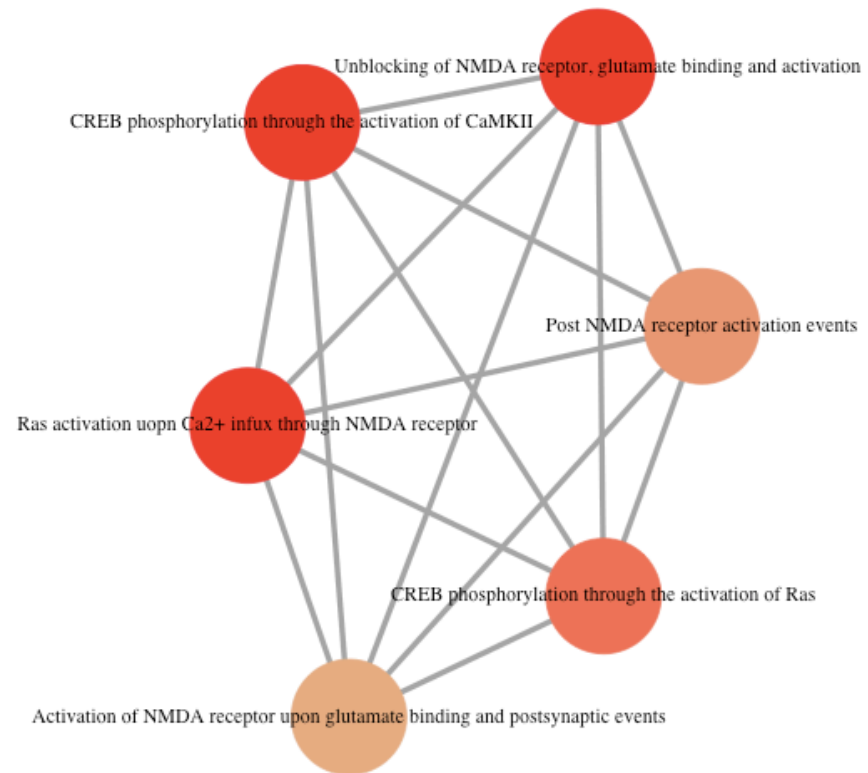 Unblocking of NMDA receptor, glutamate binding and activation
CREB phosphorylation through the activation of CaMKII
Post NMDA receptor activation events
Ras activation uopn Ca2+ infux through NMDA receptor
CREB phosphorylation through the activation of Ras
Activation of NMDA receptor upon glutamate binding and postsynaptic events